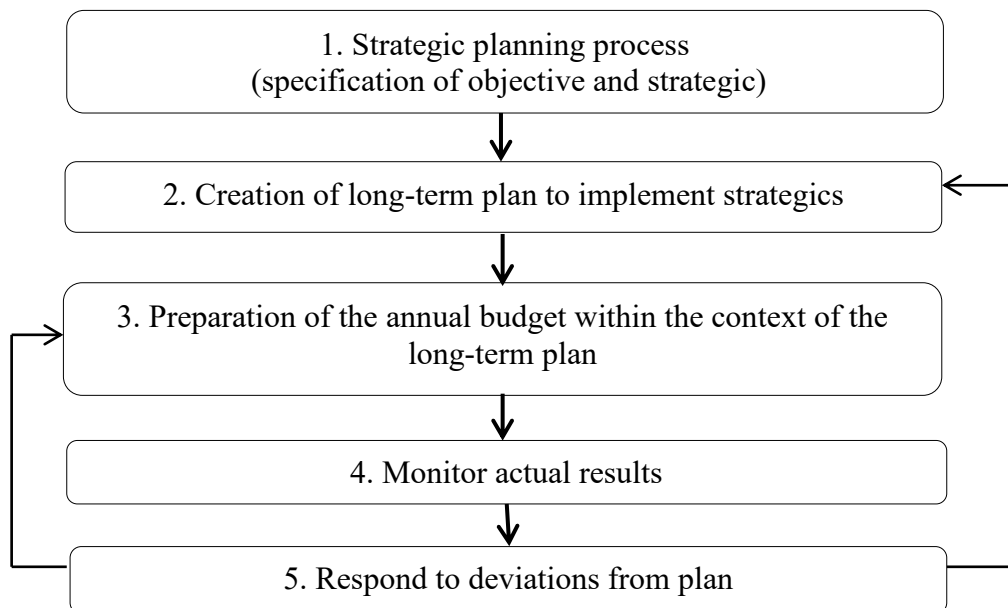 1. Strategic planning process
(specification of objective and strategic)
2. Creation of long-term plan to implement strategics
3. Preparation of the annual budget within the context of the
long-term plan
4. Monitor actual results
5. Respond to deviations from plan